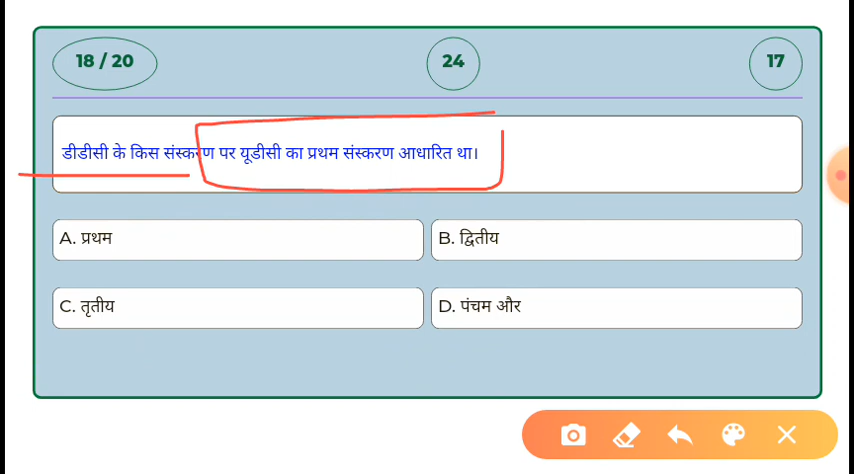 18 / 20
24
17
डीडीसी के किस संस्करण पर यूडीसी का प्रथम संस्करण आधारित था।
A. प्रथम
B. द्वितीय
C. तृतीय
D. पंचम और